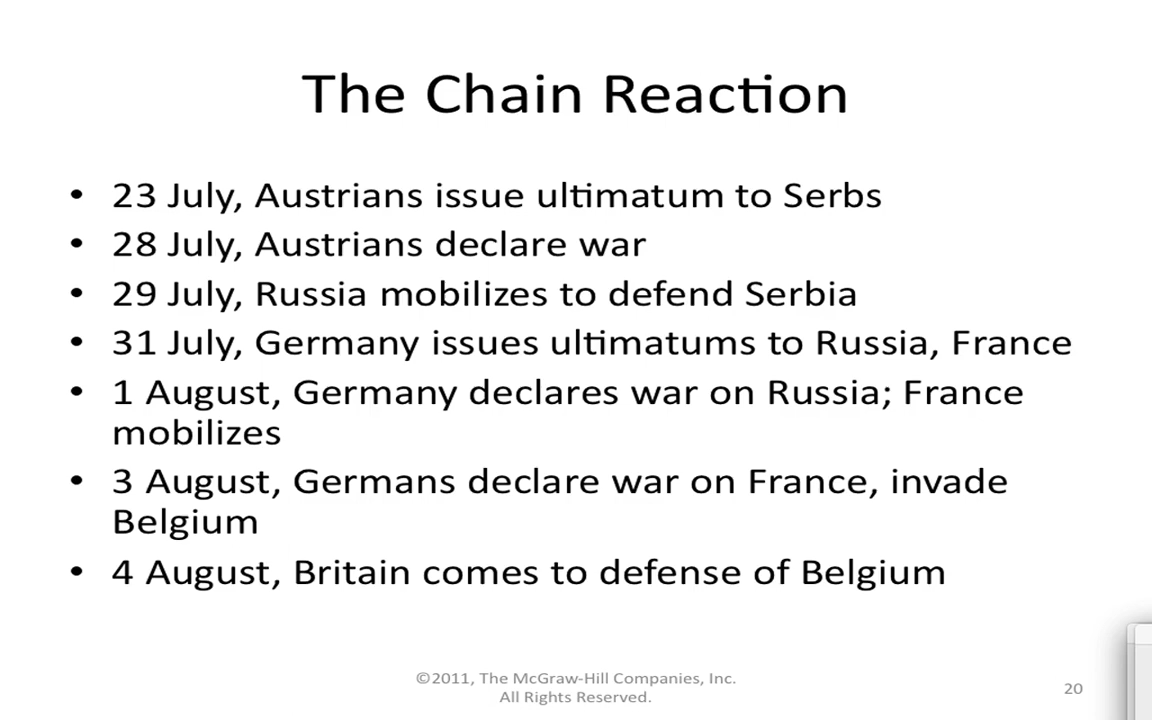 The Chain Reaction
• 23 July, Austrians issue ultimatum to Serbs
• 28 July, Austrians declare war
• 29 July, Russia mobilizes to defend Serbia
• 31 July, Germany issues ultimatums to Russia, France
• 1 August, Germany declares war on Russia; France
mobilizes
• 3 August, Germans declare war on France, invade
Belgium
• 4 August, Britain comes to defense of Belgium
©2011, The McGraw-Hill Companies, Inc.
All Rights Reserved.
20